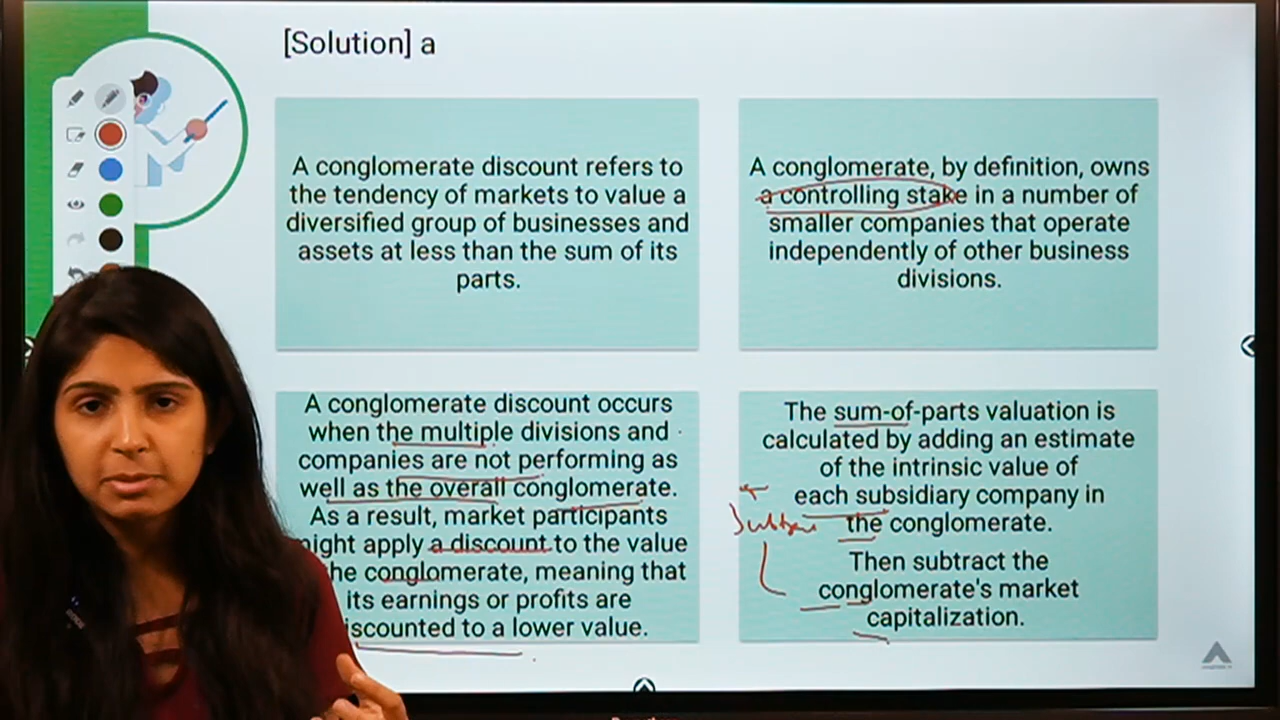 [Solution] a
A conglomerate discount refers to
the tendency of markets to value a
diversified group of businesses and
assets at less than the sum of its
parts.
A conglomerate, by definition, owns
a controlling stake in a number of
smaller companies that operate
independently of other business
divisions.
A conglomerate discount occurs
when the multiple divisions and
companies are not performing as
well as the overall conglomerate.
As a result, market participants
might apply a discount to the value
the conglomerate, meaning that
its earnings or profits are
iscounted to a lower value.
The sum-of-parts valuation is
calculated by adding an estimate
of the intrinsic value of
each subsidiary company in
the conglomerate.
Then subtract the
conglomerate's market
capitalization.